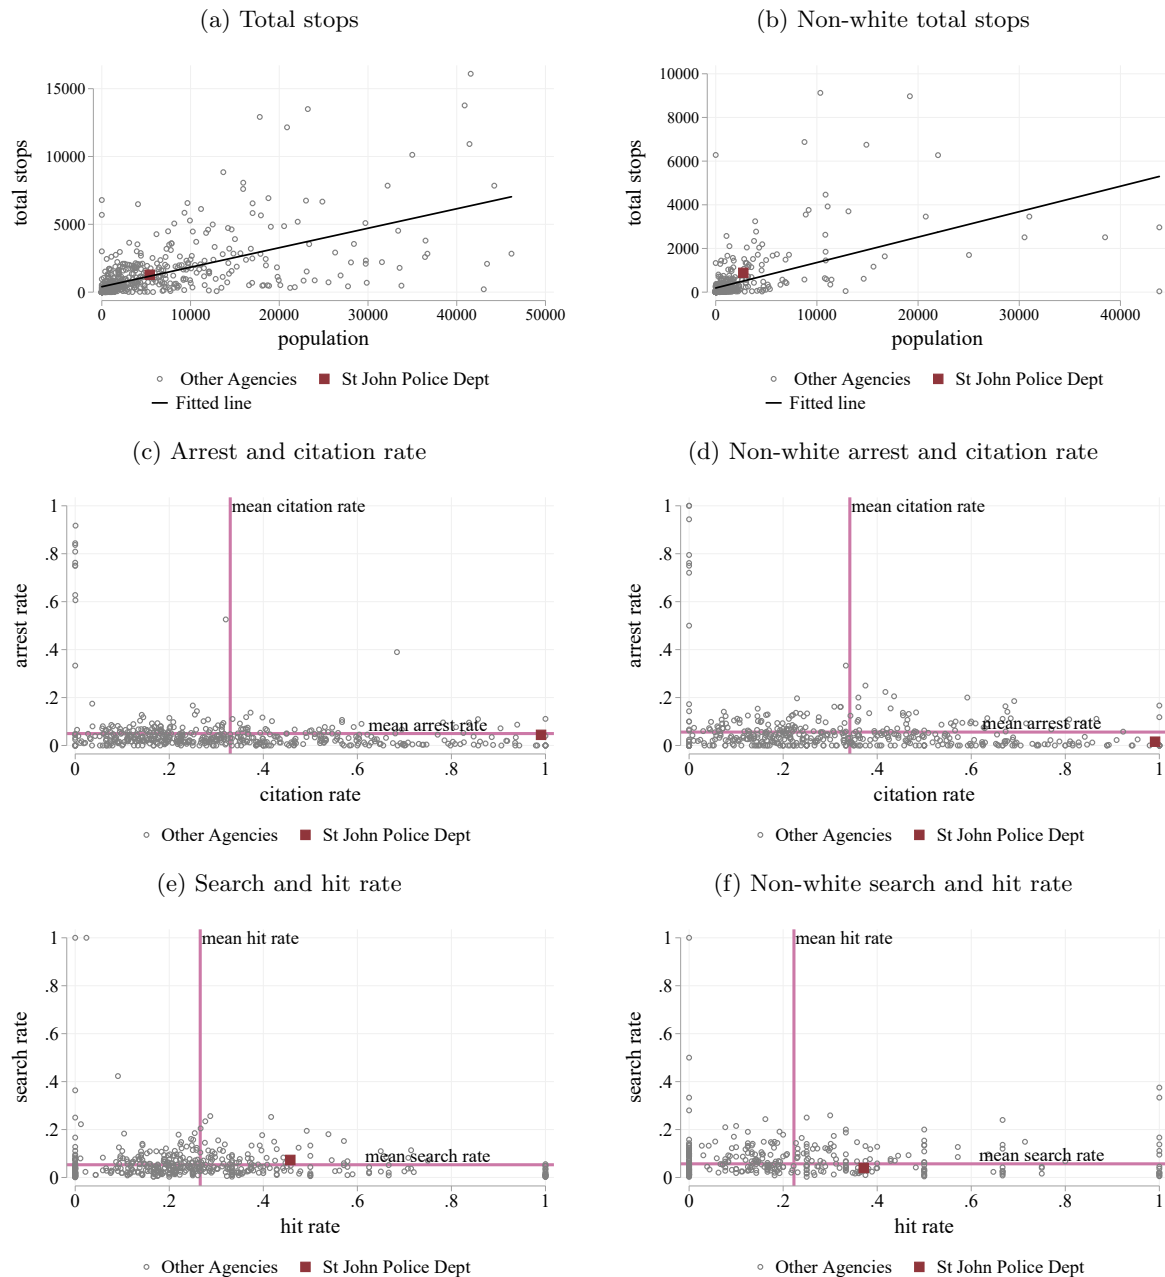 (a) Total stops
(b) Non-white total stops
total stops
15000
10000
5000
0
0 10000 20000 30000 40000 50000
population
Other Agencies St John Police Dept
Fitted line
total stops
10000
8000
6000
4000
2000
0
0 10000 20000 30000 40000
population
Other Agencies St John Police Dept
Fitted line
(c) Arrest and citation rate
(d) Non-white arrest and citation rate
arrest rate
1
.8
.6
.4
.2
0
mean citation rate
mean arrest rate
0 .2 .4 .6 .8 1
citation rate
Other Agencies St John Police Dept
arrest rate
1
.8
.6
.4
.2
0
mean citation rate
mean arrest rate
0 .2 .4 .6 .8 1
citation rate
Other Agencies St John Police Dept
(e) Search and hit rate
(f) Non-white search and hit rate
search rate
1
.8
.6
.4
.2
0
mean hit rate
mean search rate
0 .2 .4 .6 .8 1
hit rate
Other Agencies St John Police Dept
search rate
1
.8
.6
.4
.2
0
mean hit rate
mean search rate
0 .2 .4 .6 .8 1
hit rate
Other Agencies St John Police Dept